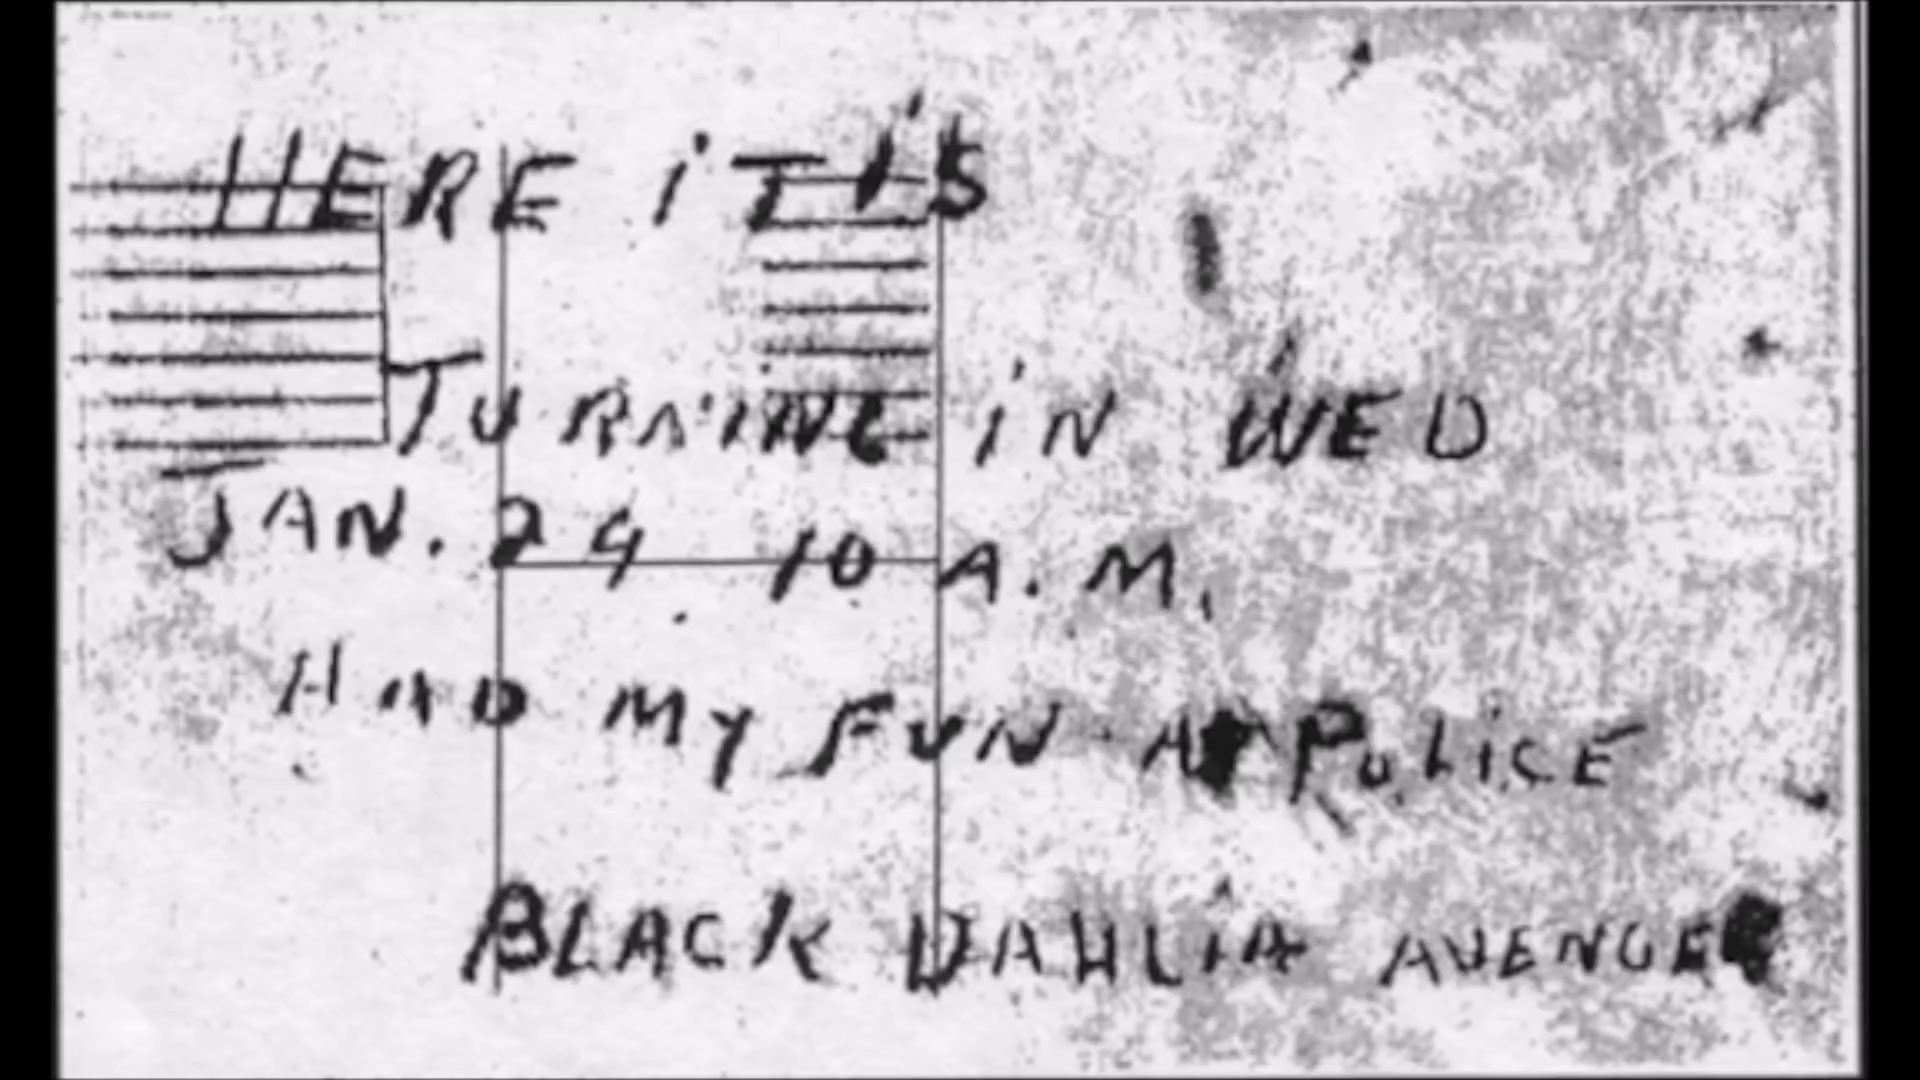 HERE iT iS
TURNiNG iN WED
JAN. 29 10 A.M.
HAD MY FUN AT POLiCE
BLACK DAHLiA AVENGER